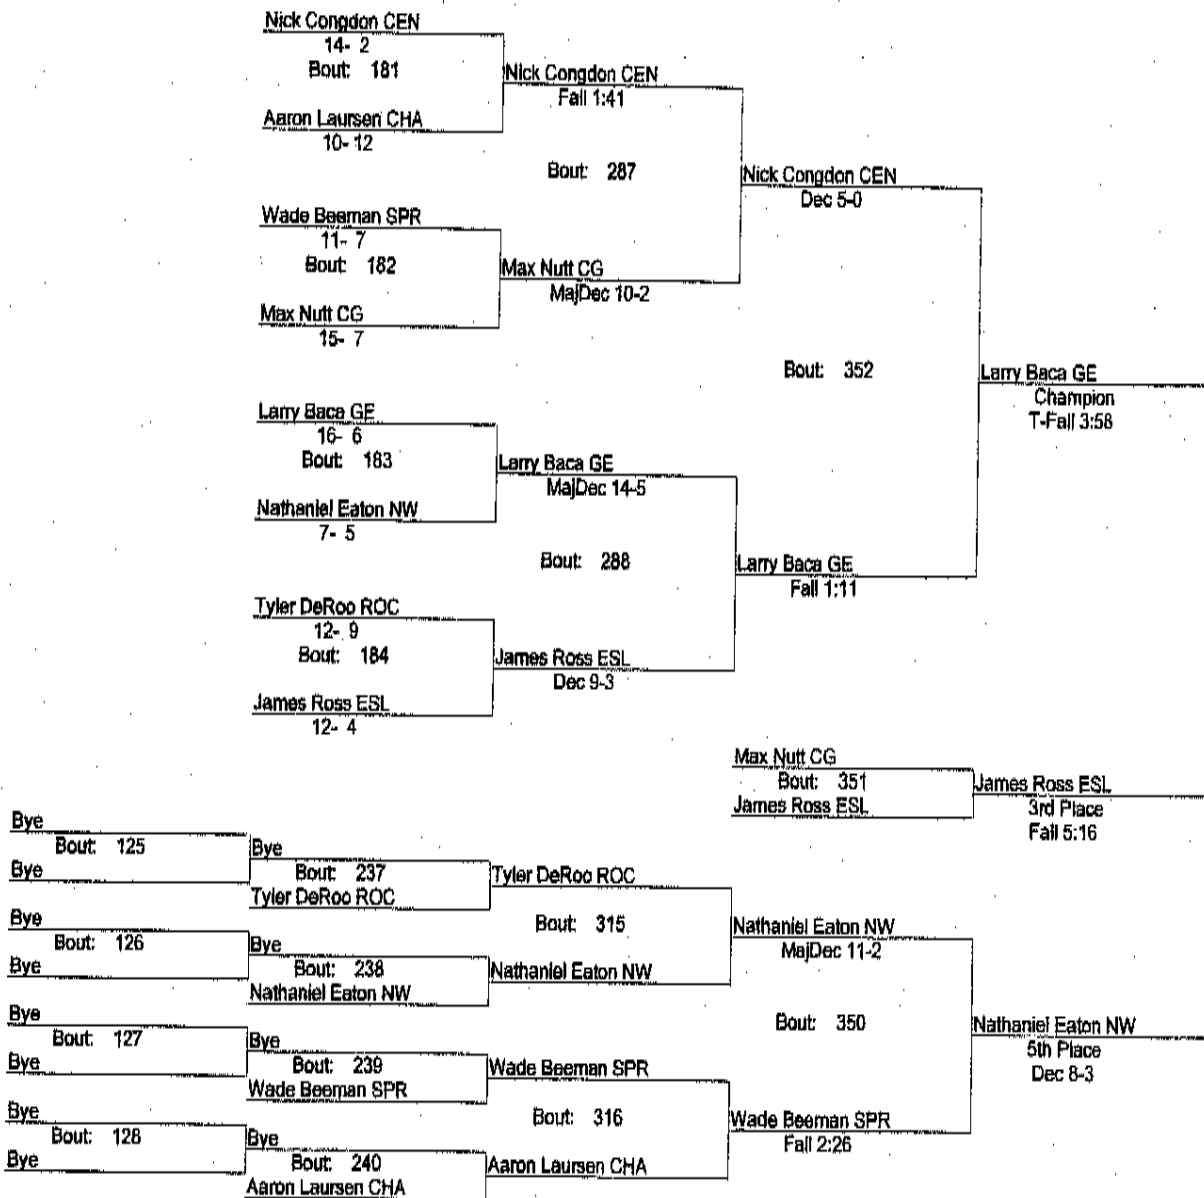 Nick Congdon CEN
14- 2
Bout: 181
Nick Congdon CEN
Fall 1:41
Aaron Laursen CHA
10- 12
Bout: 287
Nick Congdon CEN
Dec 5-0
Wade Beeman SPR
11- 7
Bout: 182
Max Nutt CG
MajDec 10-2
Max Nutt CG
15- 7
Bout: 352
Larry Baca GE
Champion
T-Fall 3:58
Larry Baca GE
16- 6
Bout: 183
Larry Baca GE
MajDec 14-5
Nathaniel Eaton NW
7- 5
Bout: 288
Larry Baca GE
Fall 1:11
Tyler DeRoo ROC
12- 9
Bout: 184
James Ross ESL
Dec 9-3
James Ross ESL
12- 4
Max Nutt CG
Bout: 351
James Ross ESL
James Ross ESL
3rd Place
Fall 5:16
Bye
Bout: 125
Bye
Bye
Bout: 237
Tyler DeRoo ROC
Tyler DeRoo ROC
Bye
Bout: 126
Bye
Bye
Bout: 238
Nathaniel Eaton NW
Nathaniel Eaton NW
Bout: 315
Nathaniel Eaton NW
MajDec 11-2
Bye
Bout: 127
Bye
Bye
Bout: 239
Wade Beeman SPR
Wade Beeman SPR
Bout: 350
Nathaniel Eaton NW
5th Place
Dec 8-3
Bye
Bout: 128
Bye
Bye
Bout: 240
Aaron Laursen CHA
Aaron Laursen CHA
Bout: 316
Wade Beeman SPR
Fall 2:26